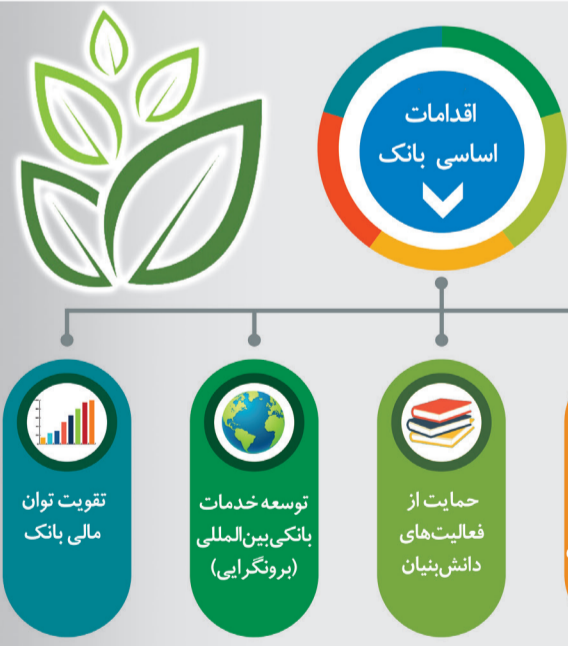 اقدامات
اساسی بانک
حمایت از
فعالیت‌های
دانش‌بنیان
توسعه خدمات
بانکی‌بین‌المللی
(برونگرایی)
تقویت توان
مالی بانک